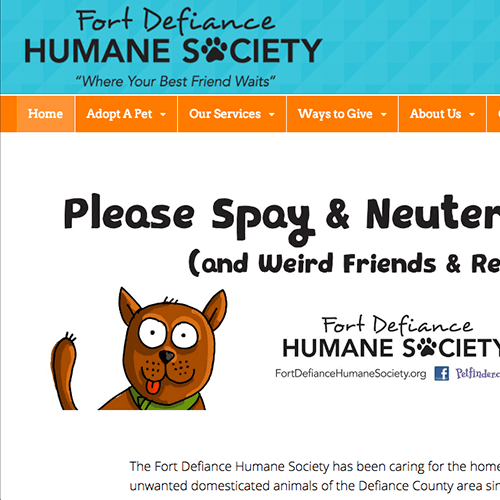 Fort Defiance
HUMANE SOCIETY
“Where Your Best Friend Waits”
Home Adopt A Pet Our Services Ways to Give About Us
Please Spay & Neuter
(and Weird Friends & Re
Fort Defiance
HUMANE SOCIETY
FortDefianceHumaneSociety.org Petfinder.c
The Fort Defiance Humane Society has been caring for the home
unwanted domesticated animals of the Defiance County area sin